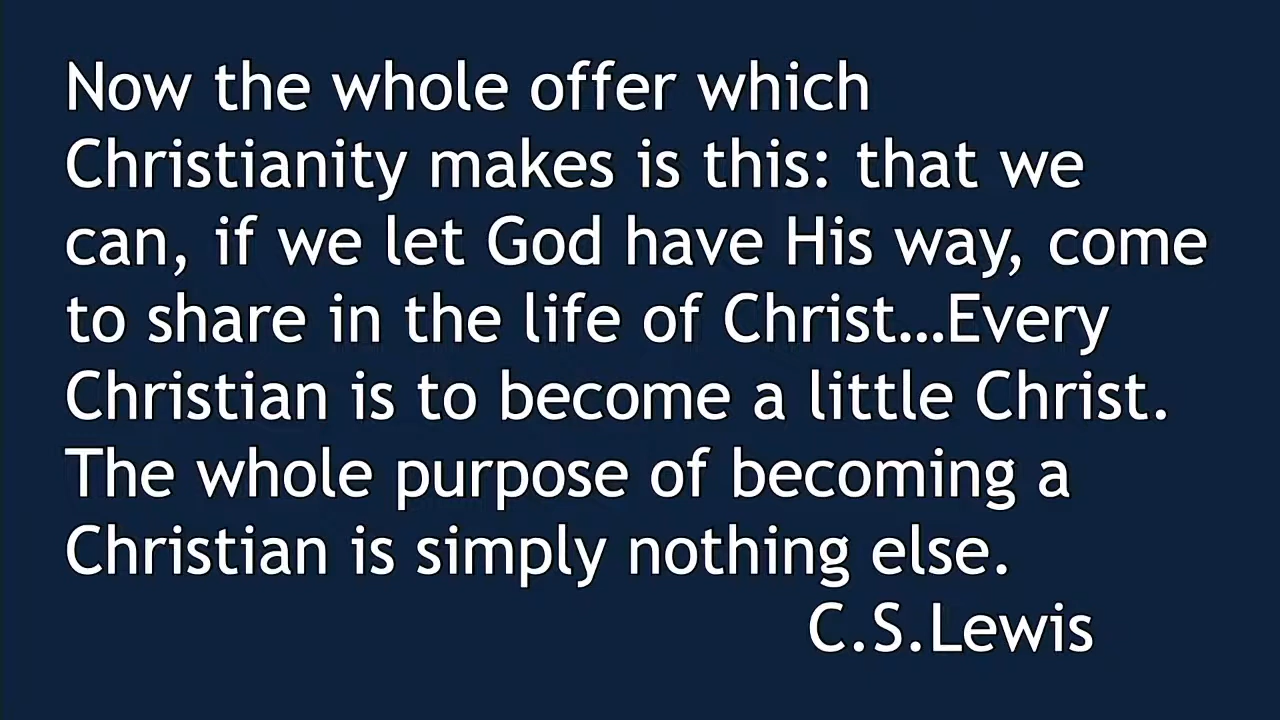 Now the whole offer which
Christianity makes is this: that we
can, if we let God have His way, come
to share in the life of Christ...Every
Christian is to become a little Christ.
The whole purpose of becoming a
Christian is simply nothing else.
C.S.Lewis